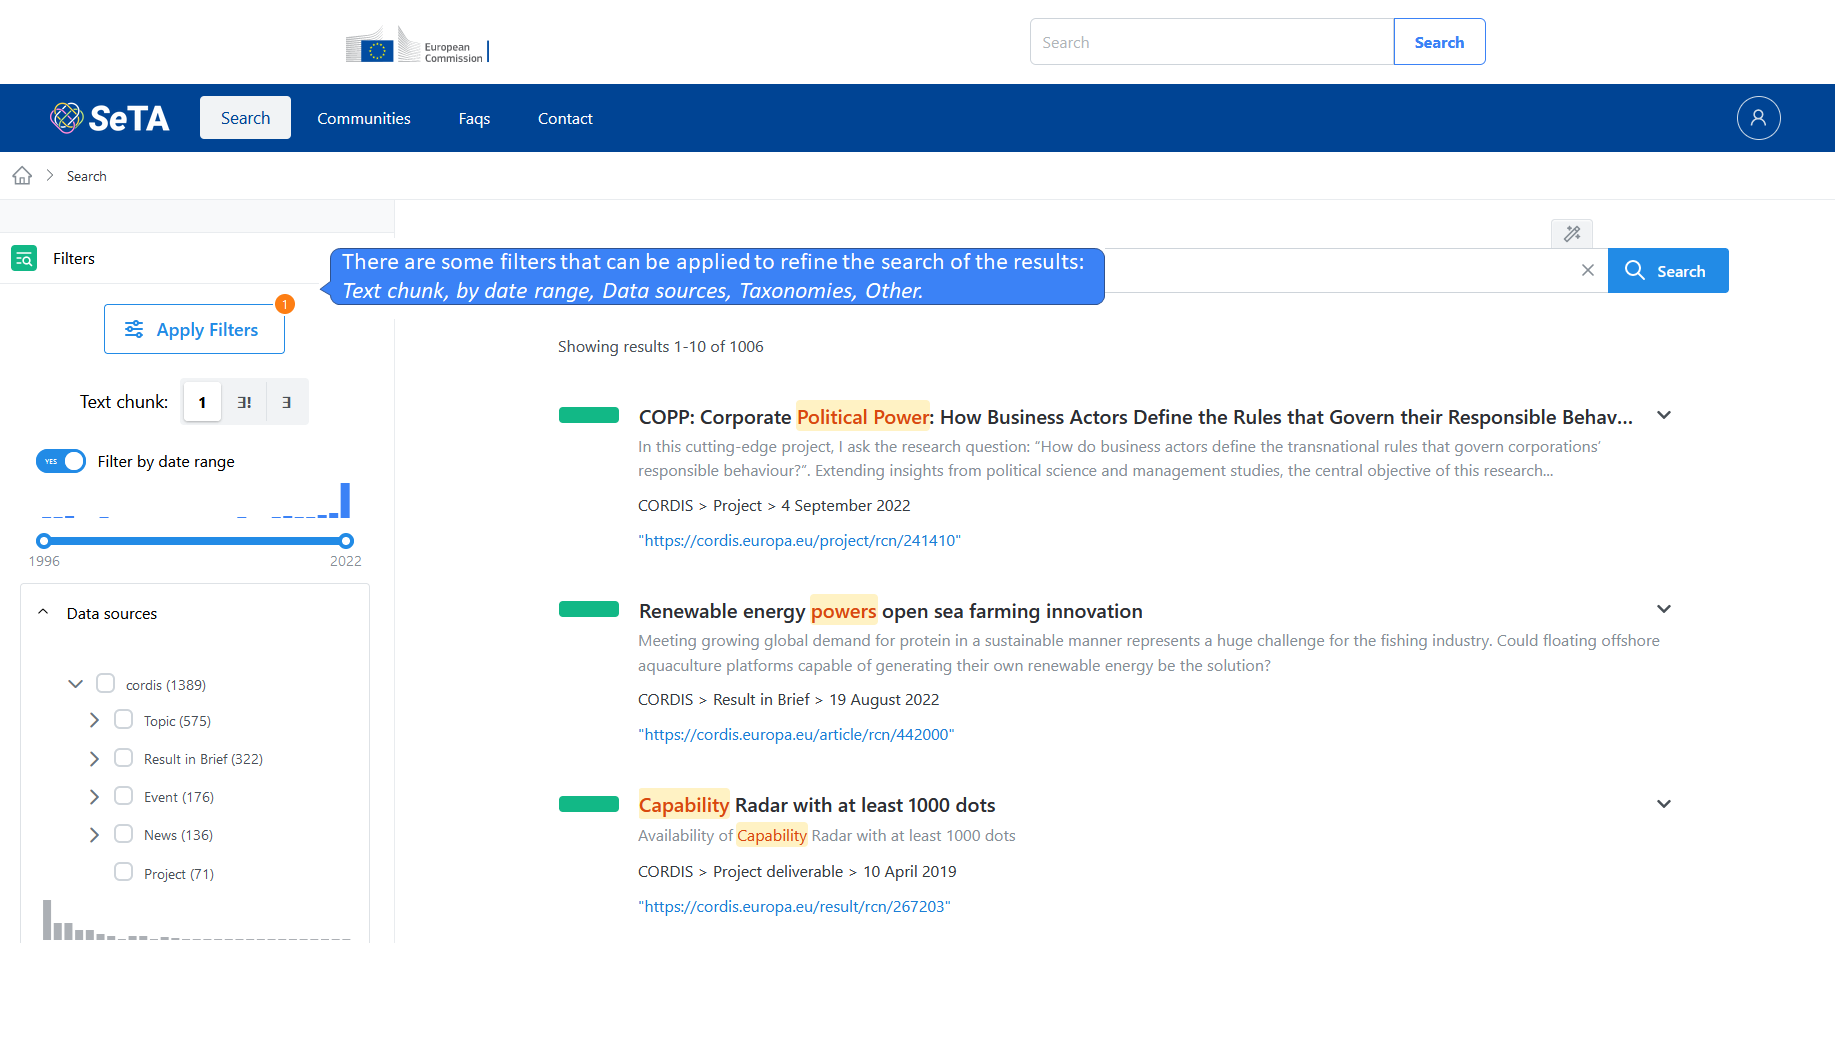 European
Commission
Search
Search
SeTA
Search
Communities
Faqs
Contact
Search
Filters
There are some filters that can be applied to refine the search of the results:
Text chunk, by date range, Data sources, Taxonomies, Other.
Search
1
Apply Filters
Text chunk:
1
∃!
∃
YES
Filter by date range
1996
2022
Data sources
cordis (1389)
Topic (575)
Result in Brief (322)
Event (176)
News (136)
Project (71)
Showing results 1-10 of 1006
COPP: Corporate Political Power: How Business Actors Define the Rules that Govern their Responsible Behav...
In this cutting-edge project, I ask the research question: “How do business actors define the transnational rules that govern corporations’
responsible behaviour?”. Extending insights from political science and management studies, the central objective of this research...
CORDIS > Project > 4 September 2022
"https://cordis.europa.eu/project/rcn/241410"
Renewable energy powers open sea farming innovation
Meeting growing global demand for protein in a sustainable manner represents a huge challenge for the fishing industry. Could floating offshore
aquaculture platforms capable of generating their own renewable energy be the solution?
CORDIS > Result in Brief > 19 August 2022
"https://cordis.europa.eu/article/rcn/442000"
Capability Radar with at least 1000 dots
Availability of Capability Radar with at least 1000 dots
CORDIS > Project deliverable > 10 April 2019
"https://cordis.europa.eu/result/rcn/267203"